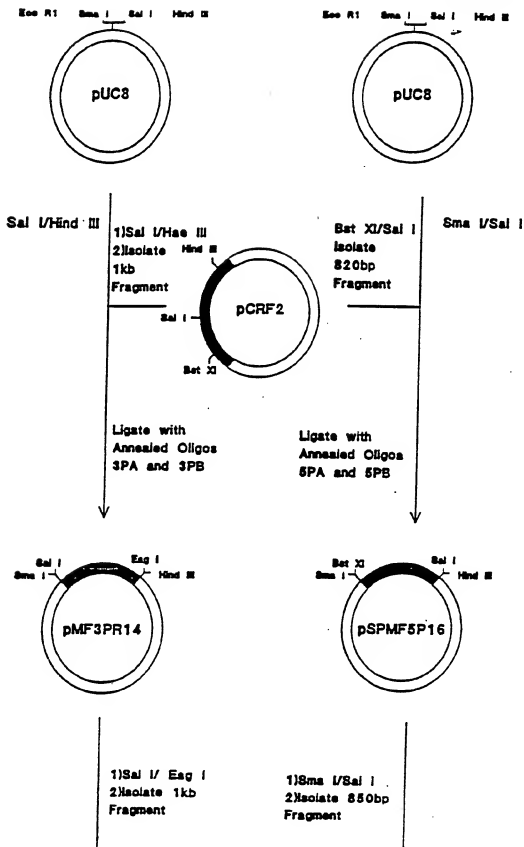 Eco R1 Sma I Sal I Hind III
Eco R1 Sma I Sal I Hind III
pUC8
pUC8
Sal I/Hind III
1)Sal I/Hae III
2)Isolate
1kb
Fragment
Bst XI/Sal I
Isolate
820bp
Fragment
Sma I/Sal I
Hind III
Sal I
Bst XI
pCRF2
Ligate with
Annealed Oligos
3PA and 3PB
Ligate with
Annealed Oligos
5PA and 5PB
Sal I
Sma I
Eag I
Hind III
pMF3PR14
Bst XI
Sma I
Sal I
Hind III
pSPMF5P16
1)Sal I/ Eag I
2)Isolate 1kb
Fragment
1)Sma I/Sal I
2)Isolate 850bp
Fragment